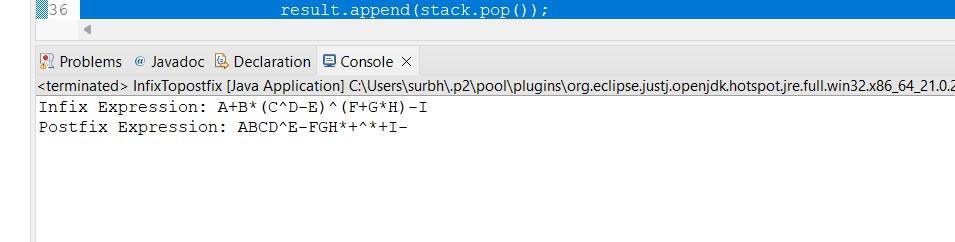 36 result.append(stack.pop());
Problems @ Javadoc Declaration Console ×
<terminated> InfixTopostfix [Java Application] C:\Users\surbh\.p2\pool\plugins\org.eclipse.justj.openjdk.hotspot.jre.full.win32.x86_64_21.0.2
Infix Expression: A+B*(C^D-E)^(F+G*H)-I
Postfix Expression: ABCD^E-FGH*+^*+I-